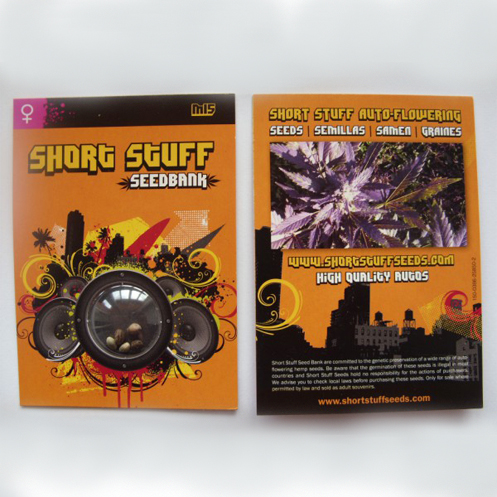 ♀
M15
SHORT STUFF
SEEDBANK
SHORT STUFF AUTO-FLOWERING
SEEDS | SEMILLAS | SAMEN | GRAINES
WWW.SHORTSTUFFSEEDS.COM
HIGH QUALITY AUTOS
Short Stuff Seed Bank are committed to the genetic preservation of a wide range of auto
flowering hemp seeds. Be aware that the germination of these seeds is illegal in most
countries and Short Stuff Seeds hold no responsibility for the actions of purchasers.
We advise you to check local laws before purchasing these seeds. Only for sale where
permitted by law and sold as adult souvenirs.
www.shortstuffseeds.com